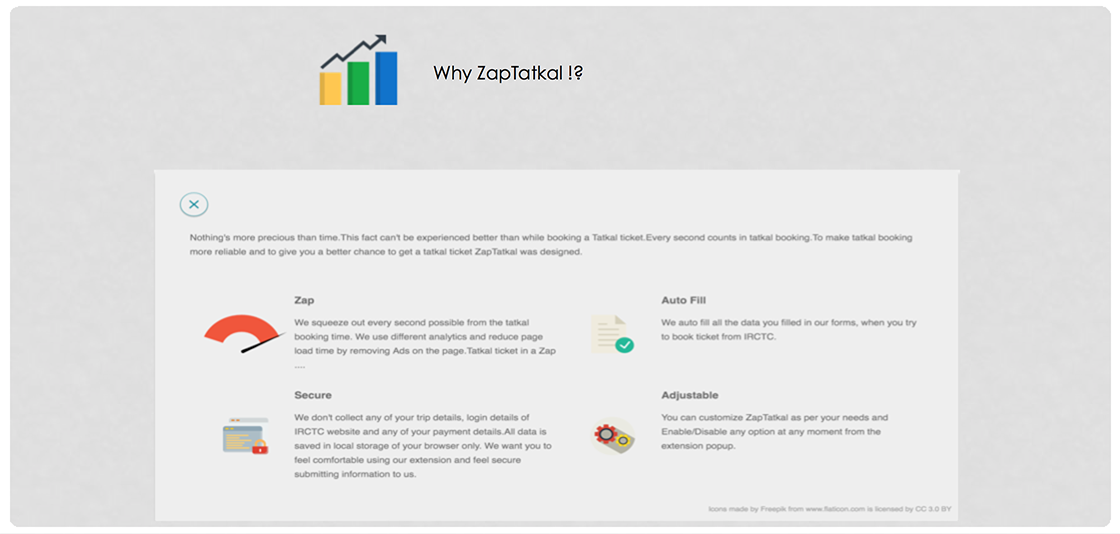 Why ZapTatkal !?
Nothing's more precious than time.This fact can't be experienced better than while booking a Tatkal ticket.Every second counts in tatkal booking.To make tatkal booking
more reliable and to give you a better chance to get a tatkal ticket ZapTatkal was designed.
Zap
We squeeze out every second possible from the tatkal
booking time. We use different analytics and reduce page
load time by removing Ads on the page.Tatkal ticket in a Zap
....
Auto Fill
We auto fill all the data you filled in our forms, when you try
to book ticket from IRCTC.
Secure
We don't collect any of your trip details, login details of
IRCTC website and any of your payment details.All data is
saved in local storage of your browser only. We want you to
feel comfortable using our extension and feel secure
submitting information to us.
Adjustable
You can customize ZapTatkal as per your needs and
Enable/Disable any option at any moment from the
extension popup.
Icons made by Freepik from www.flaticon.com is licensed by CC 3.0 BY